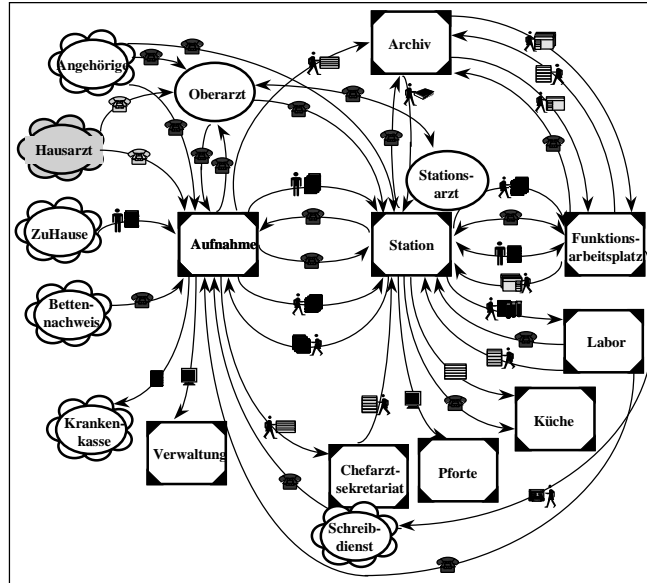 Angehörige
Archiv
Oberarzt
Hausarzt
Stations-
arzt
ZuHause
Aufnahme
Station
Funktions-
arbeitsplatz
Betten-
nachweis
Labor
Kranken-
kasse
Verwaltung
Chefarzt-
sekretariat
Pforte
Küche
Schreib-
dienst